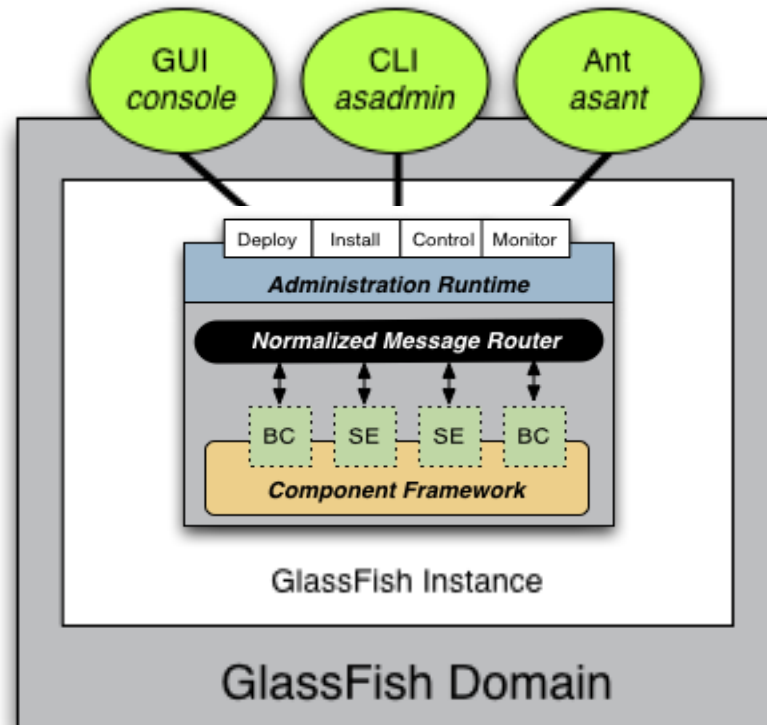 GUI
console
CLI
asadmin
Ant
asant
Deploy Install Control Monitor
Administration Runtime
Normalized Message Router
BC SE SE BC
Component Framework
GlassFish Instance
GlassFish Domain